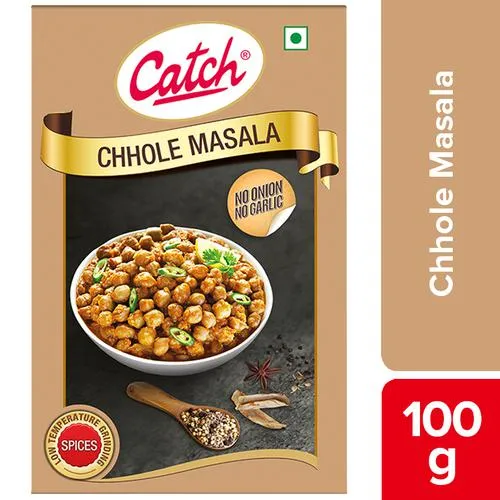 Catch®
CHHOLE MASALA
NO ONION
NO GARLIC
LOW TEMPERATURE GRINDING
SPICES
Chhole Masala
100
g